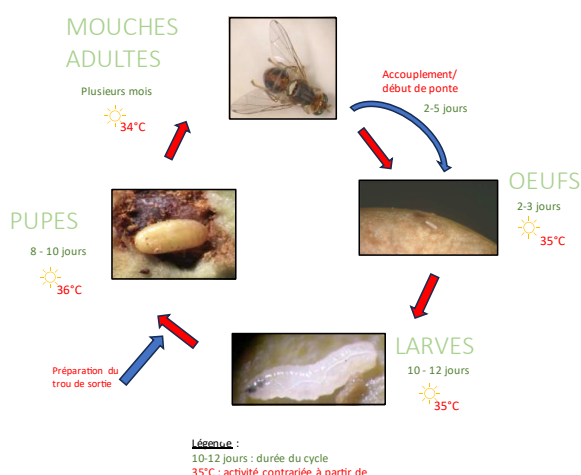 MOUCHES
ADULTES
Plusieurs mois
34°C
Accouplement/
début de ponte
2-5 jours
OEUFS
2-3 jours
35°C
LARVES
10 - 12 jours
35°C
Préparation du
trou de sortie
PUPES
8 - 10 jours
36°C
Légende :
10-12 jours : durée du cycle
35°C : activité contrariée à partir de